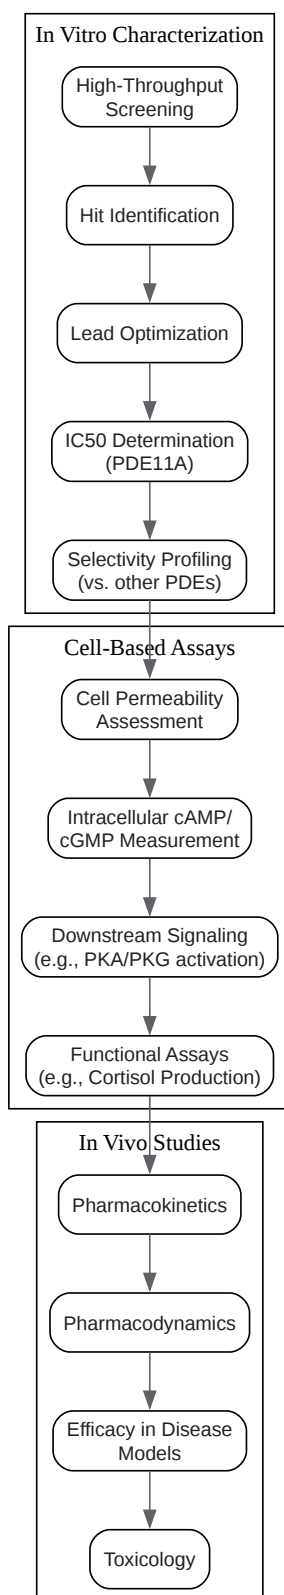 In Vitro Characterization
High-Throughput
Screening
Hit Identification
Lead Optimization
IC50 Determination
(PDE11A)
Selectivity Profiling
(vs. other PDEs)
Cell-Based Assays
Cell Permeability
Assessment
Intracellular cAMP/
cGMP Measurement
Downstream Signaling
(e.g., PKA/PKG activation)
Functional Assays
(e.g., Cortisol Production)
In Vivo Studies
Pharmacokinetics
Pharmacodynamics
Efficacy in Disease
Models
Toxicology